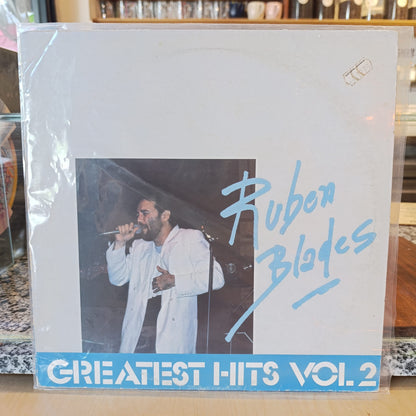 Ruben
Blades
GREATEST HITS VOL. 2